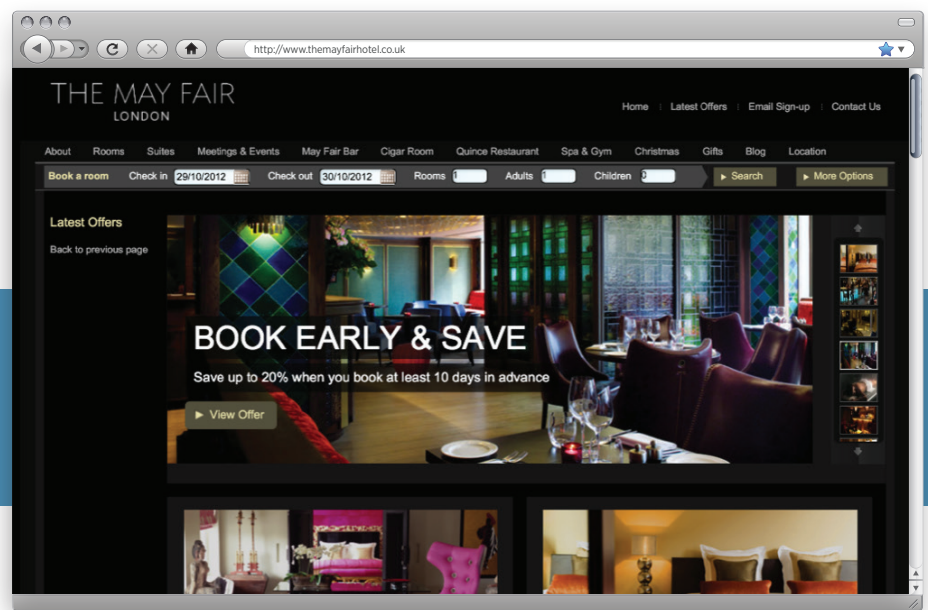 http://www.themayfairhotel.co.uk
THE MAY FAIR
LONDON
Home Latest Offers Email Sign-up Contact Us
About Rooms Suites Meetings & Events May Fair Bar Cigar Room Quince Restaurant Spa & Gym Christmas Gifts Blog Location
Book a room Check in 29/10/2012 Check out 30/10/2012 Rooms 1 Adults 1 Children 0 Search More Options
Latest Offers
Back to previous page
BOOK EARLY & SAVE
Save up to 20% when you book at least 10 days in advance
View Offer